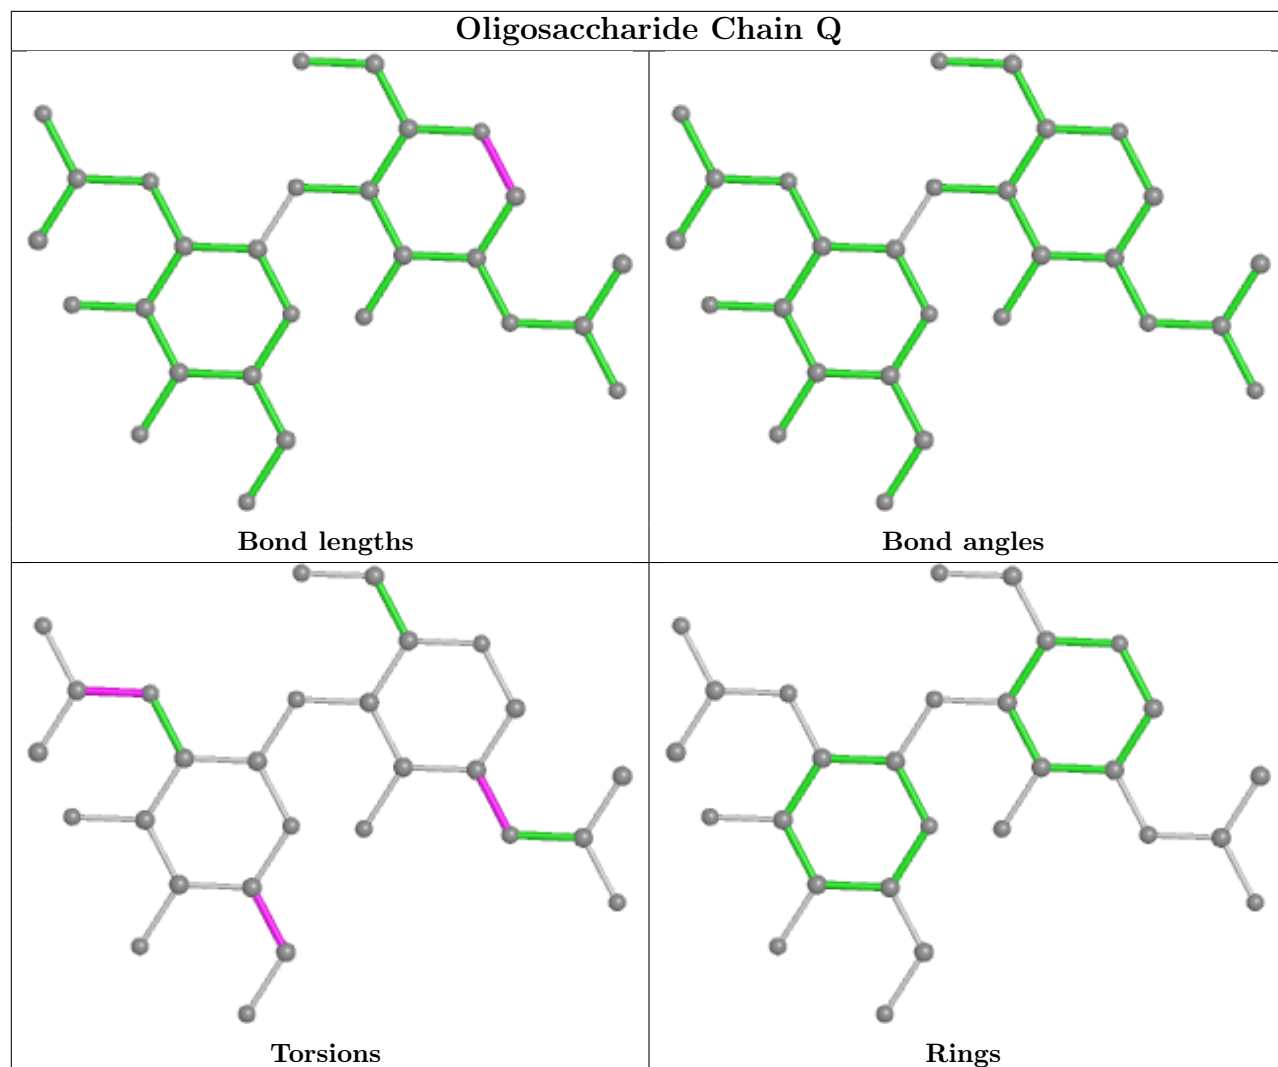 Oligosaccharide Chain Q
Bond lengths
Bond angles
Torsions
Rings